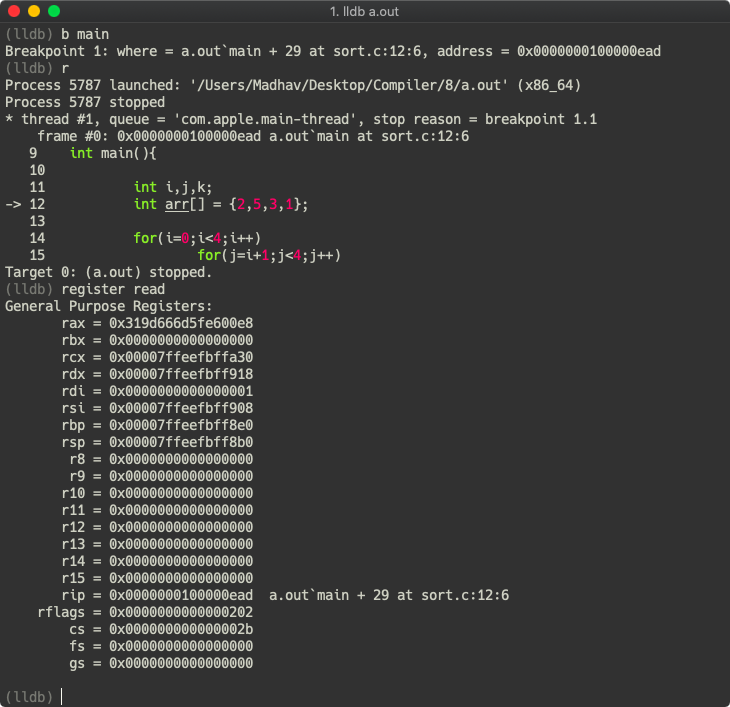 1. lldb a.out
(lldb) b main
Breakpoint 1: where = a.out`main + 29 at sort.c:12:6, address = 0x0000000100000ead
(lldb) r
Process 5787 launched: '/Users/Madhav/Desktop/Compiler/8/a.out' (x86_64)
Process 5787 stopped
* thread #1, queue = 'com.apple.main-thread', stop reason = breakpoint 1.1
    frame #0: 0x0000000100000ead a.out`main at sort.c:12:6
   9    int main(){
   10
   11           int i,j,k;
-> 12           int arr[] = {2,5,3,1};
   13
   14           for(i=0;i<4;i++)
   15                   for(j=i+1;j<4;j++)
Target 0: (a.out) stopped.
(lldb) register read
General Purpose Registers:
       rax = 0x319d666d5fe600e8
       rbx = 0x0000000000000000
       rcx = 0x00007ffeefbffa30
       rdx = 0x00007ffeefbff918
       rdi = 0x0000000000000001
       rsi = 0x00007ffeefbff908
       rbp = 0x00007ffeefbff8e0
       rsp = 0x00007ffeefbff8b0
        r8 = 0x0000000000000000
        r9 = 0x0000000000000000
       r10 = 0x0000000000000000
       r11 = 0x0000000000000000
       r12 = 0x0000000000000000
       r13 = 0x0000000000000000
       r14 = 0x0000000000000000
       r15 = 0x0000000000000000
       rip = 0x0000000100000ead  a.out`main + 29 at sort.c:12:6
    rflags = 0x0000000000000202
        cs = 0x000000000000002b
        fs = 0x0000000000000000
        gs = 0x0000000000000000
(lldb)